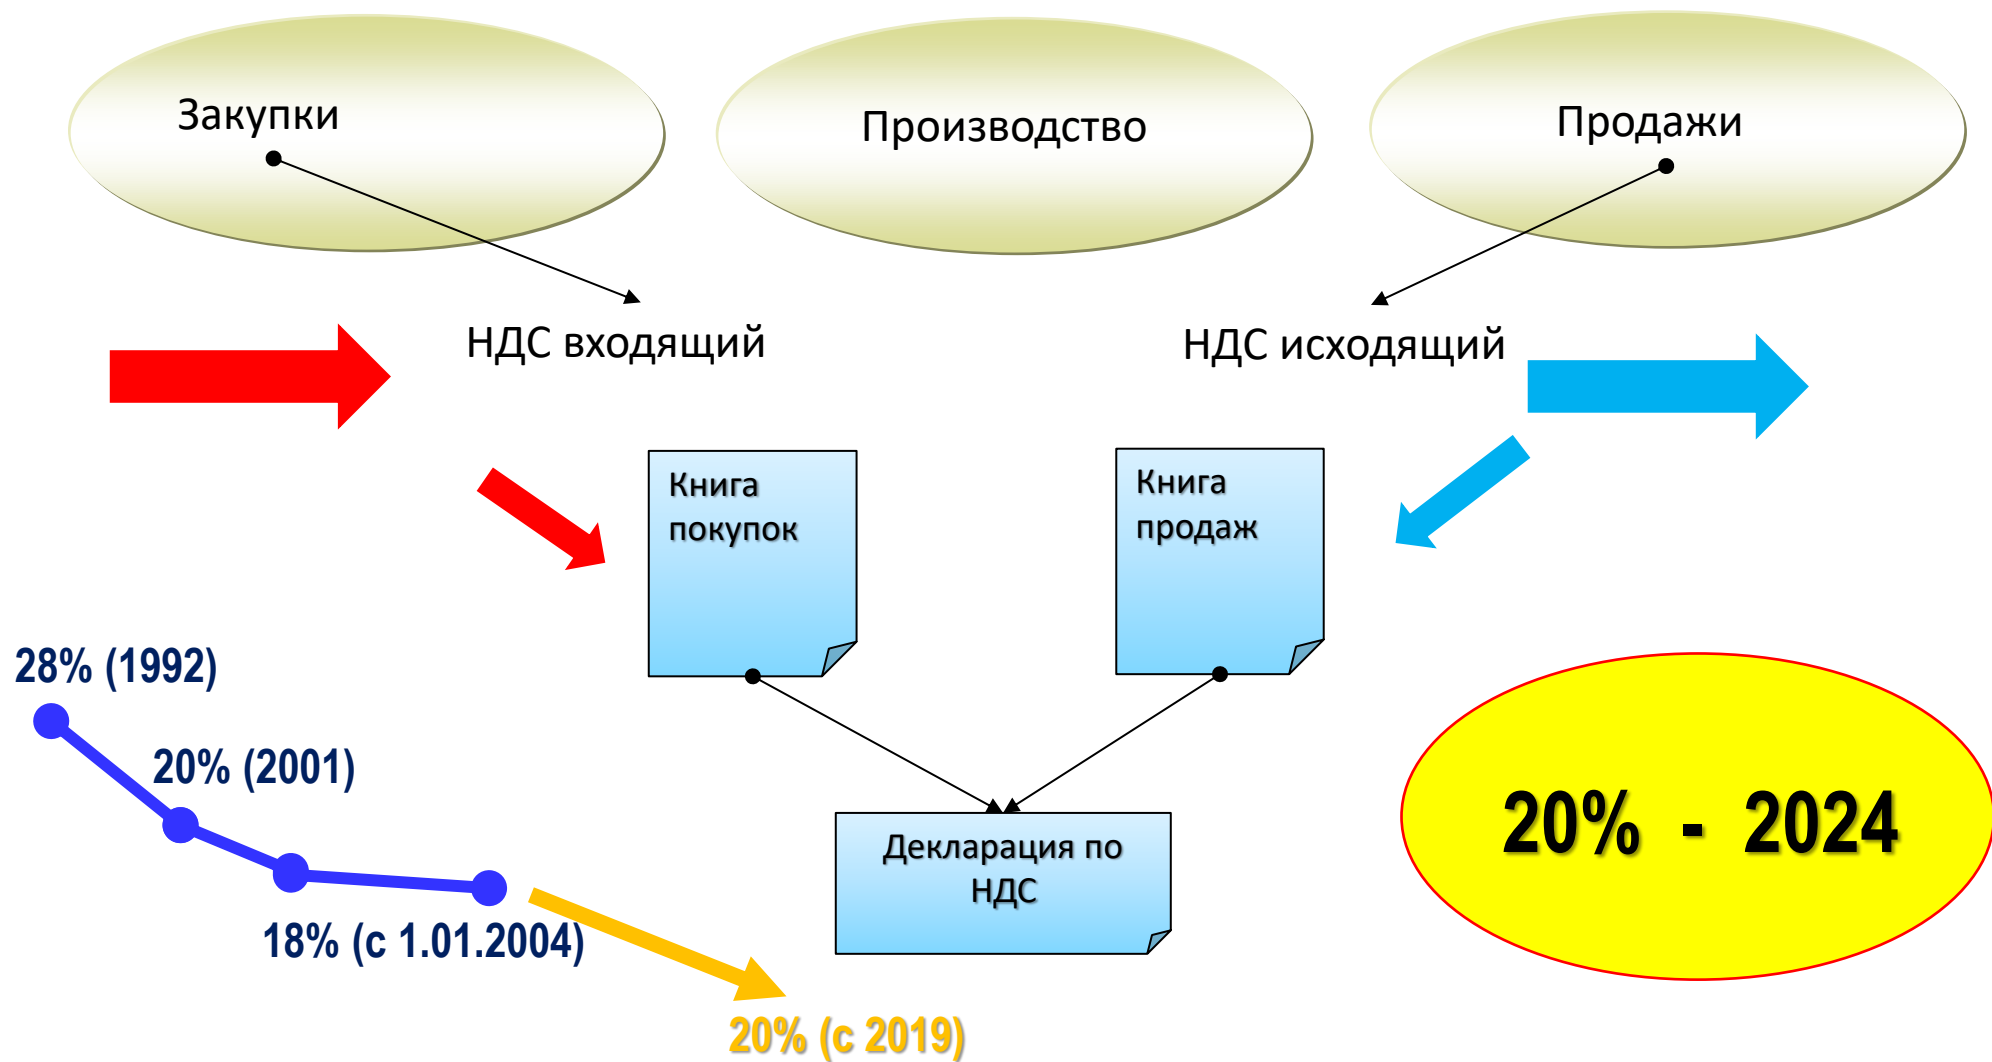 Закупки
Производство
Продажи
НДС входящий
НДС исходящий
Книга
покупок
Книга
продаж
28% (1992)
20% (2001)
18% (с 1.01.2004)
20% (с 2019)
Декларация по
НДС
20% - 2024